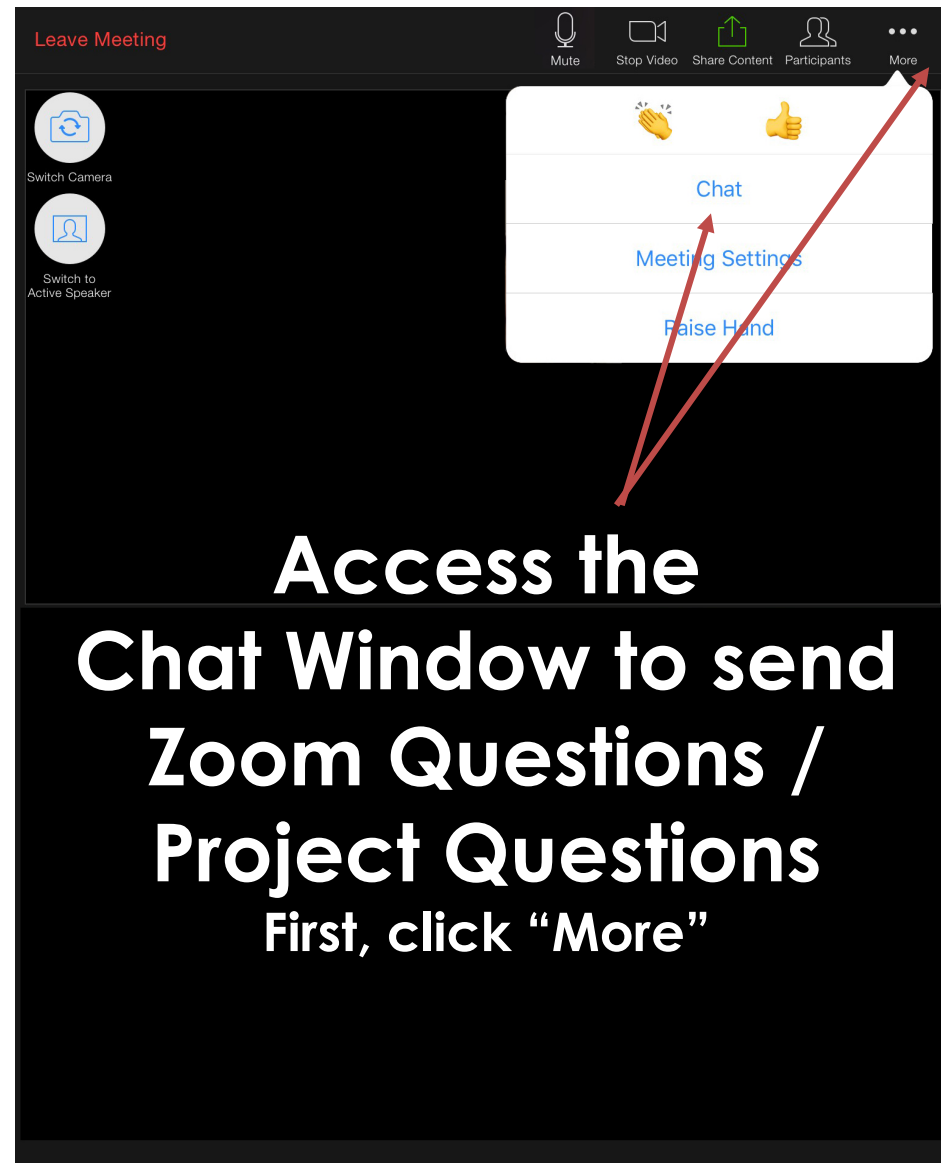 Leave Meeting
Mute
Stop Video
Share Content
Participants
More
Switch Camera
Switch to
Active Speaker
Chat
Meeting Settings
Raise Hand
Access the
Chat Window to send
Zoom Questions /
Project Questions
First, click “More”